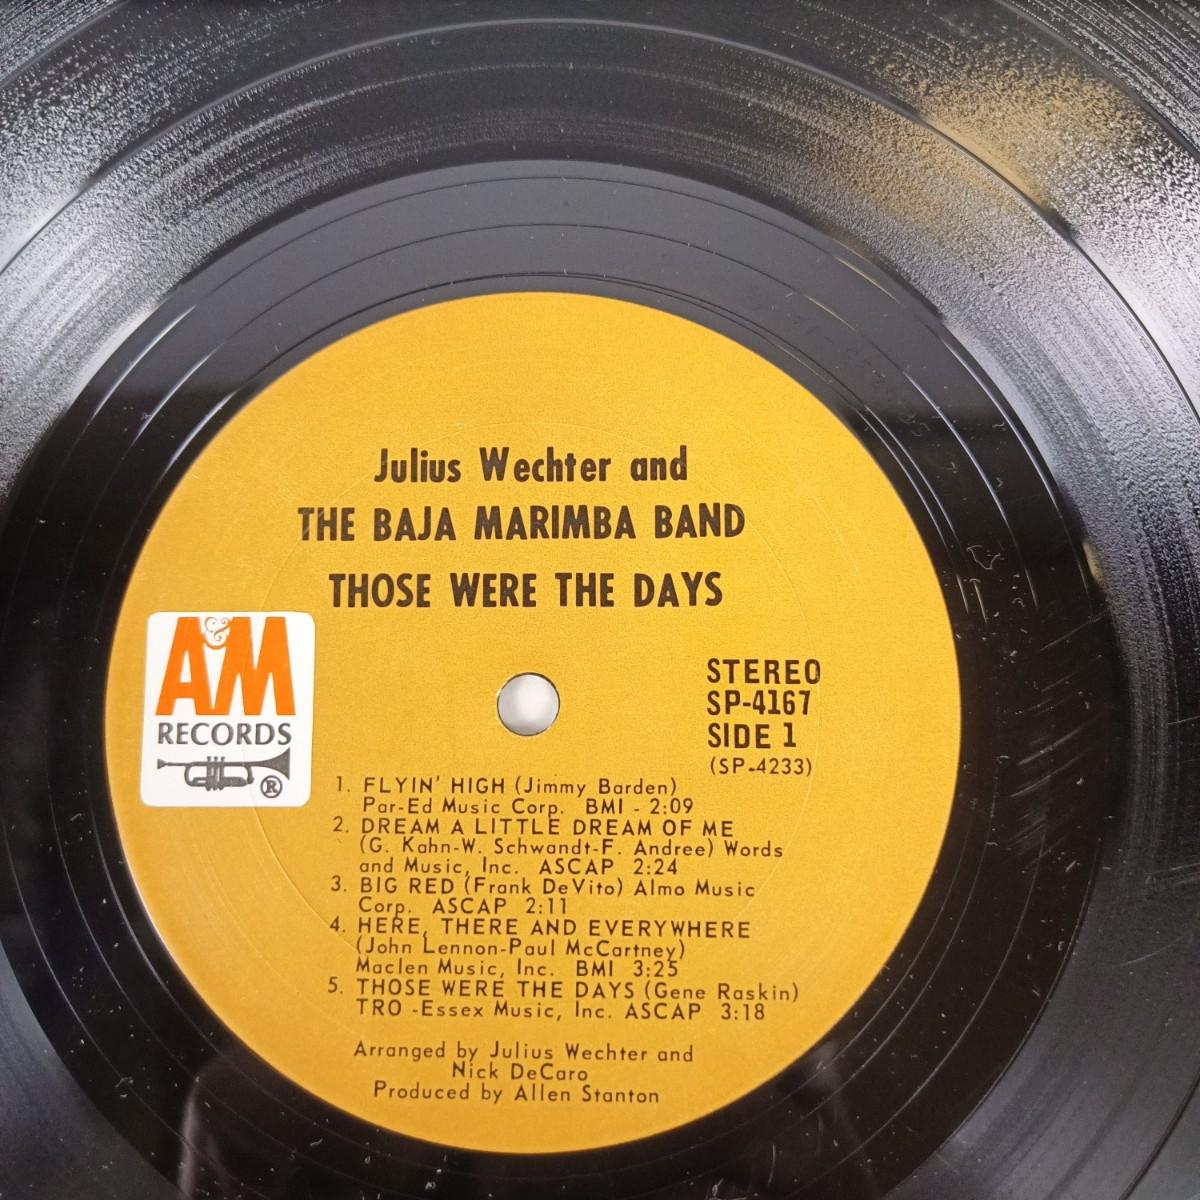 Julius Wechter and
THE BAJA MARIMBA BAND
THOSE WERE THE DAYS
A&M
RECORDS
®
STEREO
SP-4167
SIDE 1
(SP-4233)
1. FLYIN' HIGH (Jimmy Barden)
Par-Ed Music Corp. BMI - 2:09
2. DREAM A LITTLE DREAM OF ME
(G. Kahn-W. Schwandt-F. Andree) Words
and Music, Inc. ASCAP 2:24
3. BIG RED (Frank DeVito) Almo Music
Corp. ASCAP 2:11
4. HERE, THERE AND EVERYWHERE
(John Lennon-Paul McCartney)
Maclen Music, Inc. BMI 3:25
5. THOSE WERE THE DAYS (Gene Raskin)
TRO -Essex Music, Inc. ASCAP 3:18
Arranged by Julius Wechter and
Nick DeCaro
Produced by Allen Stanton